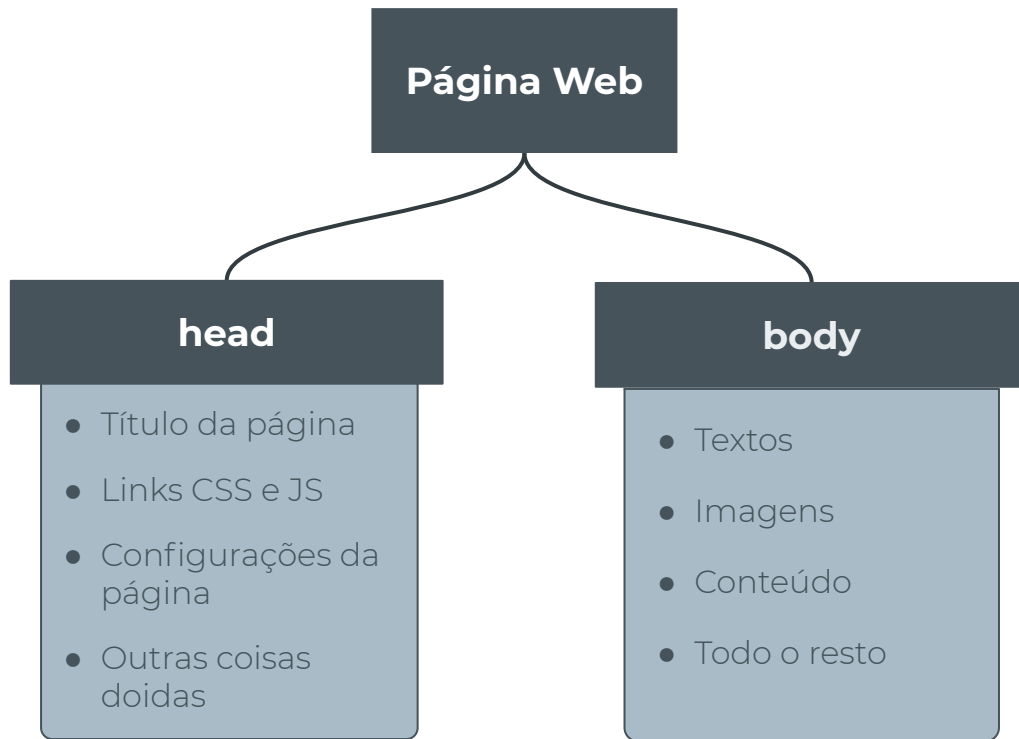 Página Web
head
● Título da página
● Links CSS e JS
● Configurações da
página
● Outras coisas
doidas
body
● Textos
● Imagens
● Conteúdo
● Todo o resto